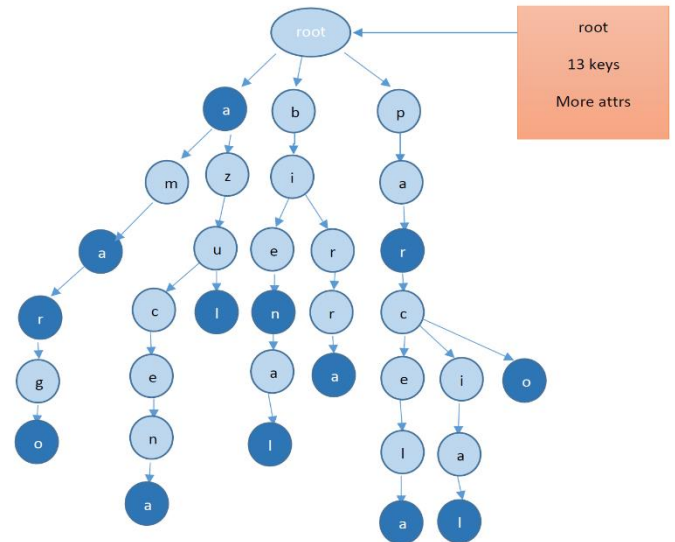 root
root
13 keys
More attrs
a b p
m z i a
a u e r r
r c l n r c
g e a a e i o
o n l l a
a a l